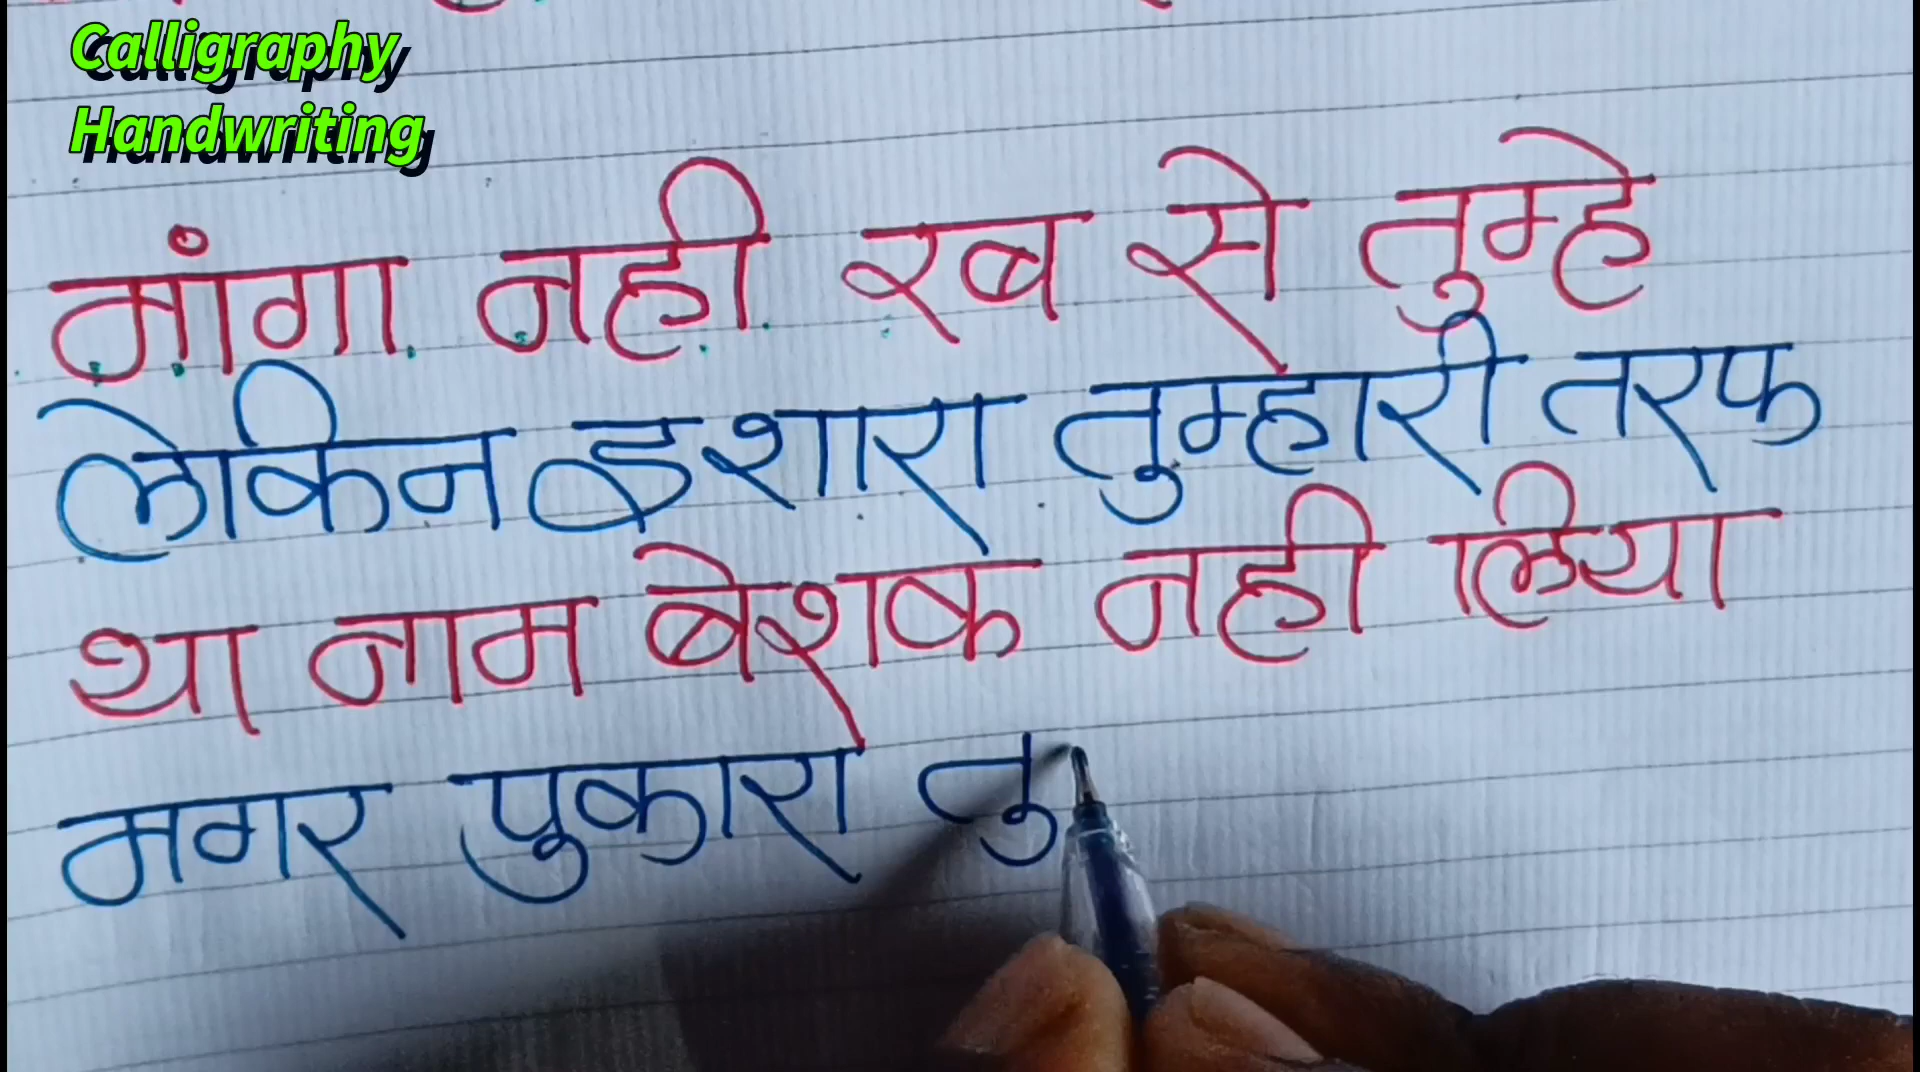 Calligraphy
Handwriting
मांगा नही रब से तुम्हे
लेकिन इशारा तुम्हारी तरफ
था नाम बेशक नही लिया
मगर पुकारा तु